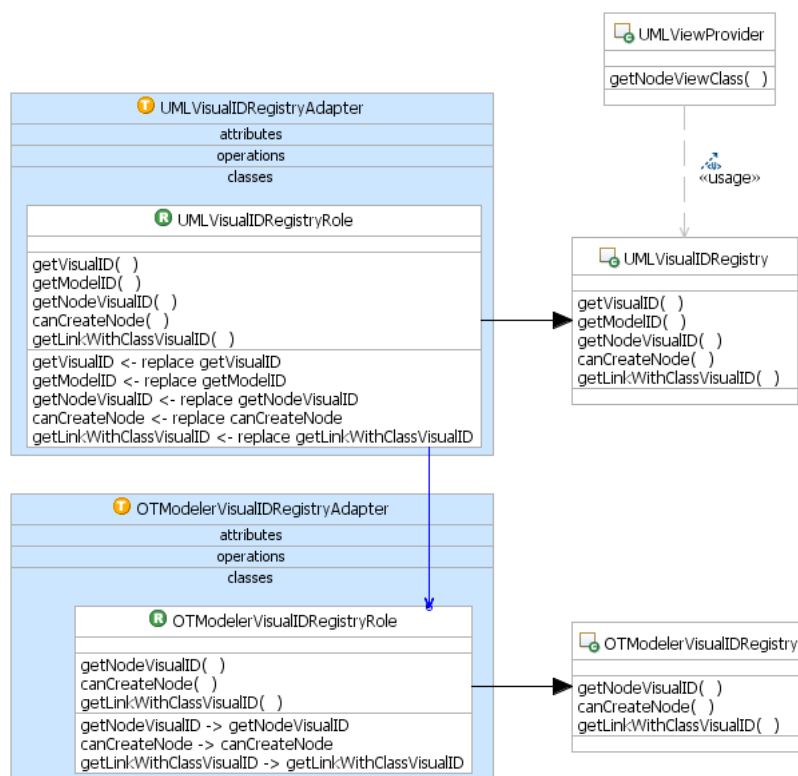 UMLViewProvider
getNodeViewClass( )
«usage»
T UMLVisualIDRegistryAdapter
attributes
operations
classes
R UMLVisualIDRegistryRole
getVisualID( )
getModelID( )
getNodeVisualID( )
canCreateNode( )
getLinkWithClassVisualID( )
getVisualID <- replace getVisualID
getModelID <- replace getModelID
getNodeVisualID <- replace getNodeVisualID
canCreateNode <- replace canCreateNode
getLinkWithClassVisualID <- replace getLinkWithClassVisualID
UMLVisualIDRegistry
getVisualID( )
getModelID( )
getNodeVisualID( )
canCreateNode( )
getLinkWithClassVisualID( )
T OTModelerVisualIDRegistryAdapter
attributes
operations
classes
R OTModelerVisualIDRegistryRole
getNodeVisualID( )
canCreateNode( )
getLinkWithClassVisualID( )
getNodeVisualID -> getNodeVisualID
canCreateNode -> canCreateNode
getLinkWithClassVisualID -> getLinkWithClassVisualID
OTModelerVisualIDRegistry
getNodeVisualID( )
canCreateNode( )
getLinkWithClassVisualID( )